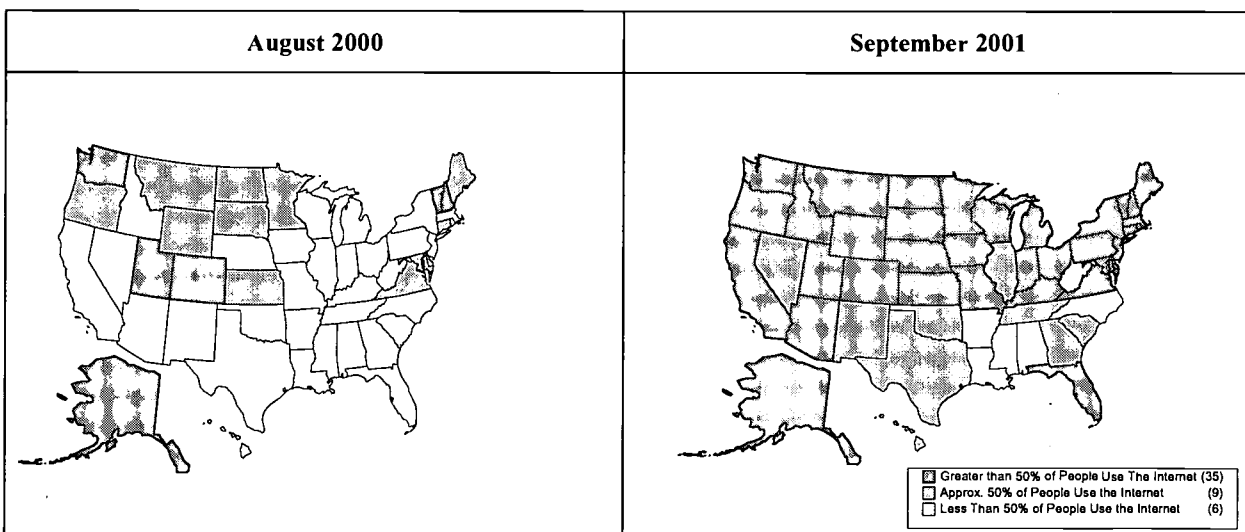 August 2000
September 2001
Greater than 50% of People Use The Internet (35)
Approx. 50% of People Use the Internet (9)
Less Than 50% of People Use the Internet (6)